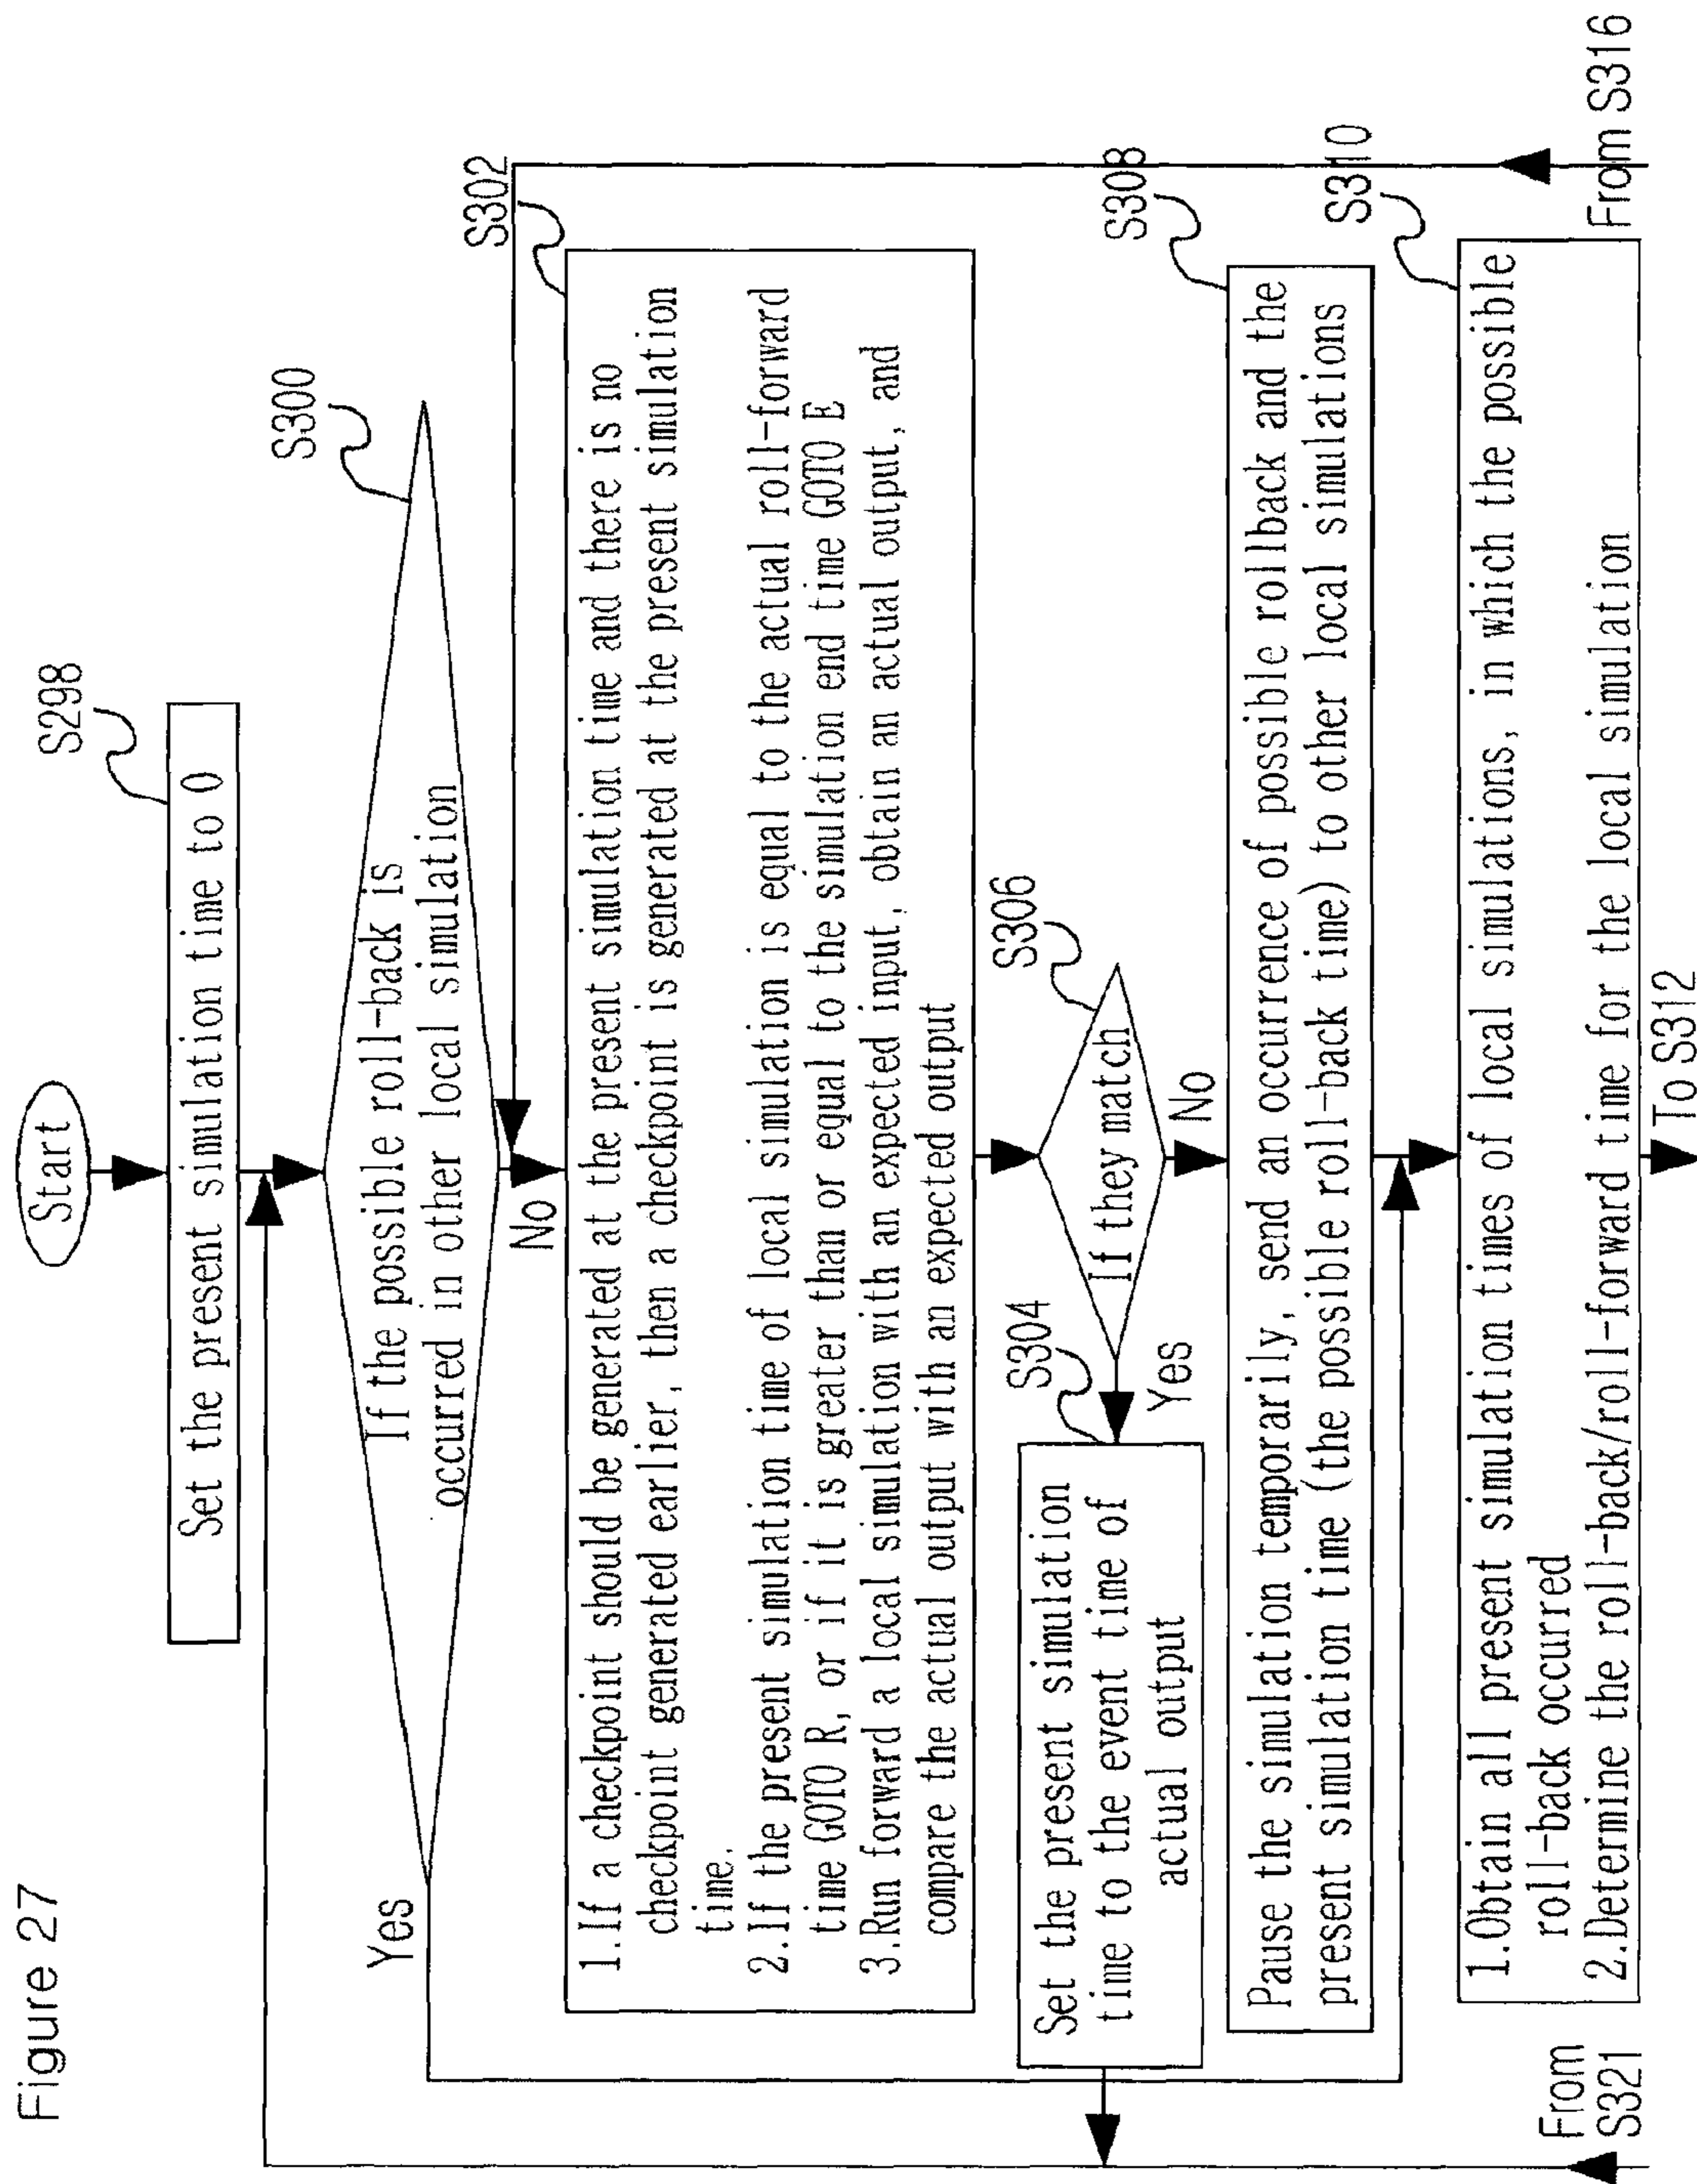 Figure 27
Start
S298
Set the present simulation time to 0
S300
If the possible roll-back is
occurred in other local simulation
Yes
No
S302
1.If a checkpoint should be generated at the present simulation time and there is no
checkpoint generated earlier, then a checkpoint is generated at the present simulation
time.
2.If the present simulation time of local simulation is equal to the actual roll-forward
time GOTO R, or if it is greater than or equal to the simulation end time GOTO E
3.Run forward a local simulation with an expected input, obtain an actual output, and
compare the actual output with an expected output
S306
If they match
S304
Yes
No
Set the present simulation
time to the event time of
actual output
S308
Pause the simulation temporarily, send an occurrence of possible rollback and the
present simulation time (the possible roll-back time) to other local simulations
S310
1.Obtain all present simulation times of local simulations, in which the possible
roll-back occurred
2.Determine the roll-back/roll-forward time for the local simulation
From
S321
To S312
From S316